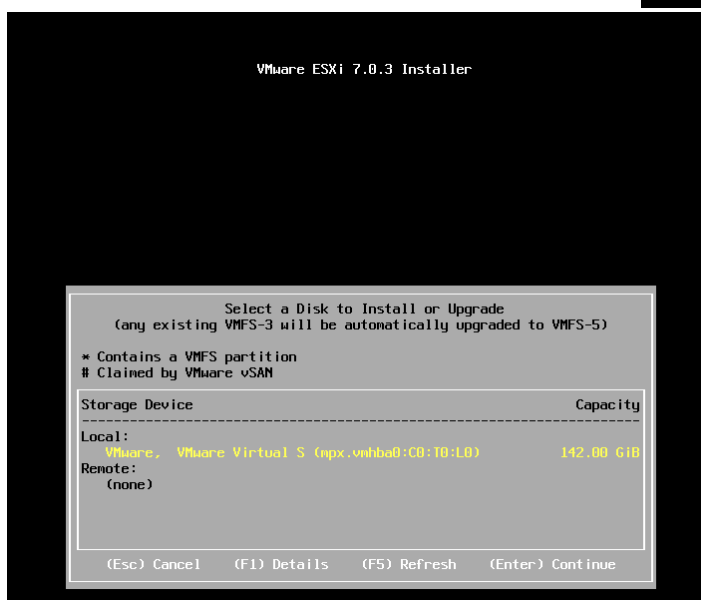 VMware ESXi 7.0.3 Installer
Select a Disk to Install or Upgrade
(any existing VMFS-3 will be automatically upgraded to VMFS-5)
* Contains a VMFS partition
# Claimed by VMware vSAN
Storage Device Capacity
--------------------------------------------------------------------------------
Local:
VMware, VMware Virtual S (mpx.vmhba0:C0:T0:L0) 142.00 GiB
Remote:
(none)
(Esc) Cancel (F1) Details (F5) Refresh (Enter) Continue